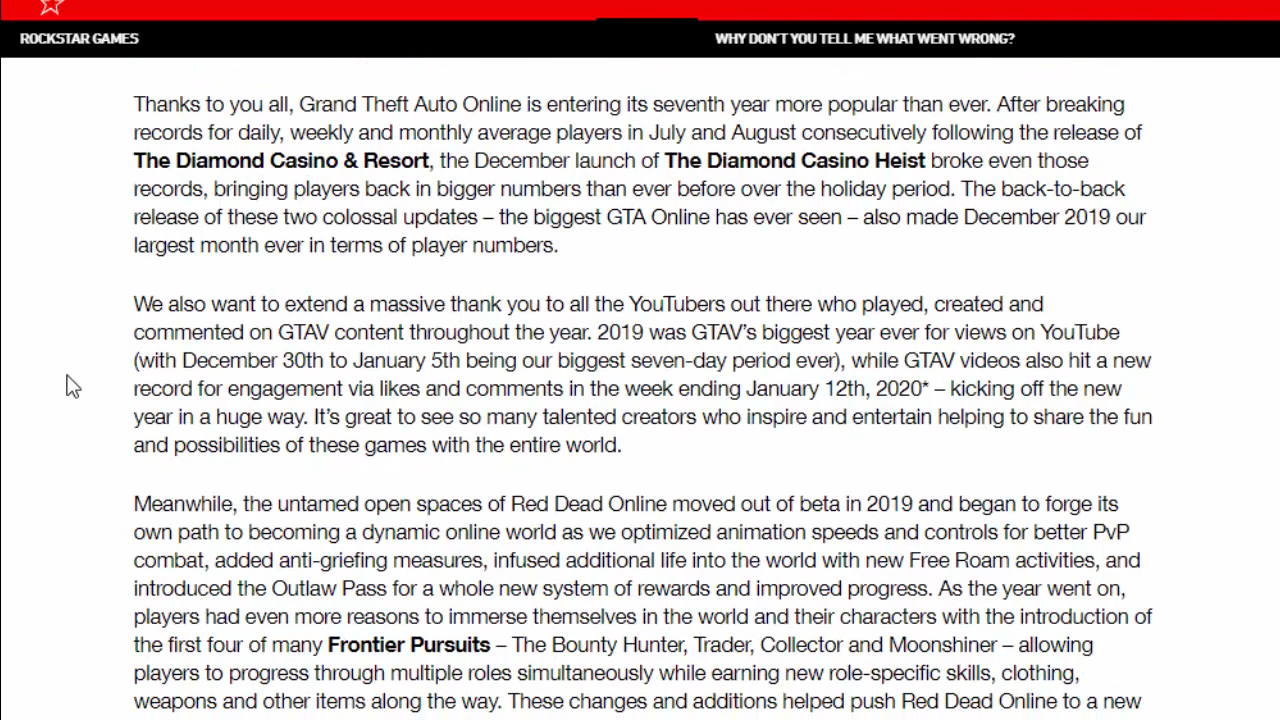 ROCKSTAR GAMES
WHY DON'T YOU TELL ME WHAT WENT WRONG?
Thanks to you all, Grand Theft Auto Online is entering its seventh year more popular than ever. After breaking
records for daily, weekly and monthly average players in July and August consecutively following the release of
The Diamond Casino & Resort, the December launch of The Diamond Casino Heist broke even those
records, bringing players back in bigger numbers than ever before over the holiday period. The back-to-back
release of these two colossal updates – the biggest GTA Online has ever seen – also made December 2019 our
largest month ever in terms of player numbers.
We also want to extend a massive thank you to all the YouTubers out there who played, created and
commented on GTAV content throughout the year. 2019 was GTAV’s biggest year ever for views on YouTube
(with December 30th to January 5th being our biggest seven-day period ever), while GTAV videos also hit a new
record for engagement via likes and comments in the week ending January 12th, 2020* – kicking off the new
year in a huge way. It’s great to see so many talented creators who inspire and entertain helping to share the fun
and possibilities of these games with the entire world.
Meanwhile, the untamed open spaces of Red Dead Online moved out of beta in 2019 and began to forge its
own path to becoming a dynamic online world as we optimized animation speeds and controls for better PvP
combat, added anti-griefing measures, infused additional life into the world with new Free Roam activities, and
introduced the Outlaw Pass for a whole new system of rewards and improved progress. As the year went on,
players had even more reasons to immerse themselves in the world and their characters with the introduction of
the first four of many Frontier Pursuits – The Bounty Hunter, Trader, Collector and Moonshiner – allowing
players to progress through multiple roles simultaneously while earning new role-specific skills, clothing,
weapons and other items along the way. These changes and additions helped push Red Dead Online to a new